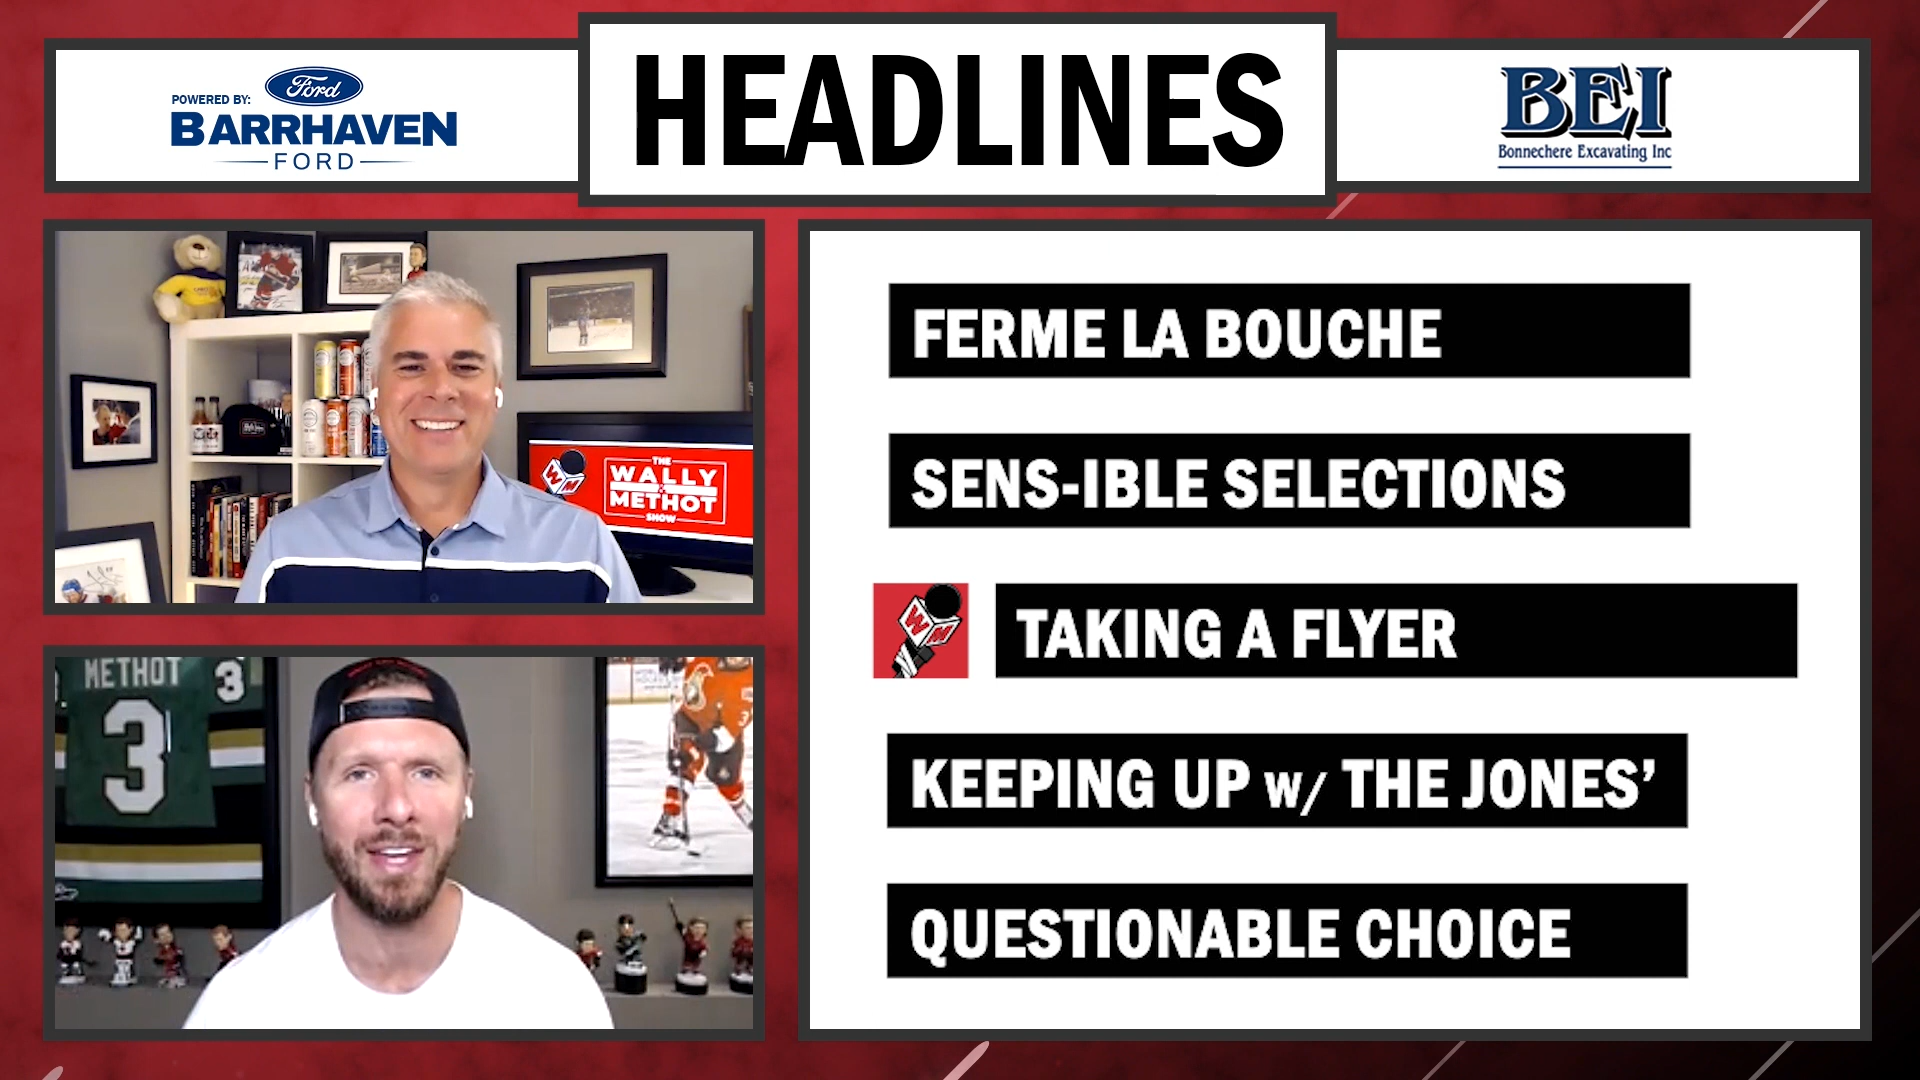 HEADLINES
POWERED BY:
Ford
BARRHAVEN
FORD
BEI
Bonnechere Excavating Inc
THE
WALLY
METHOT
SHOW
W M
METHOT
3
3
FERME LA BOUCHE
SENS-IBLE SELECTIONS
W M
TAKING A FLYER
KEEPING UP W/ THE JONES’
QUESTIONABLE CHOICE